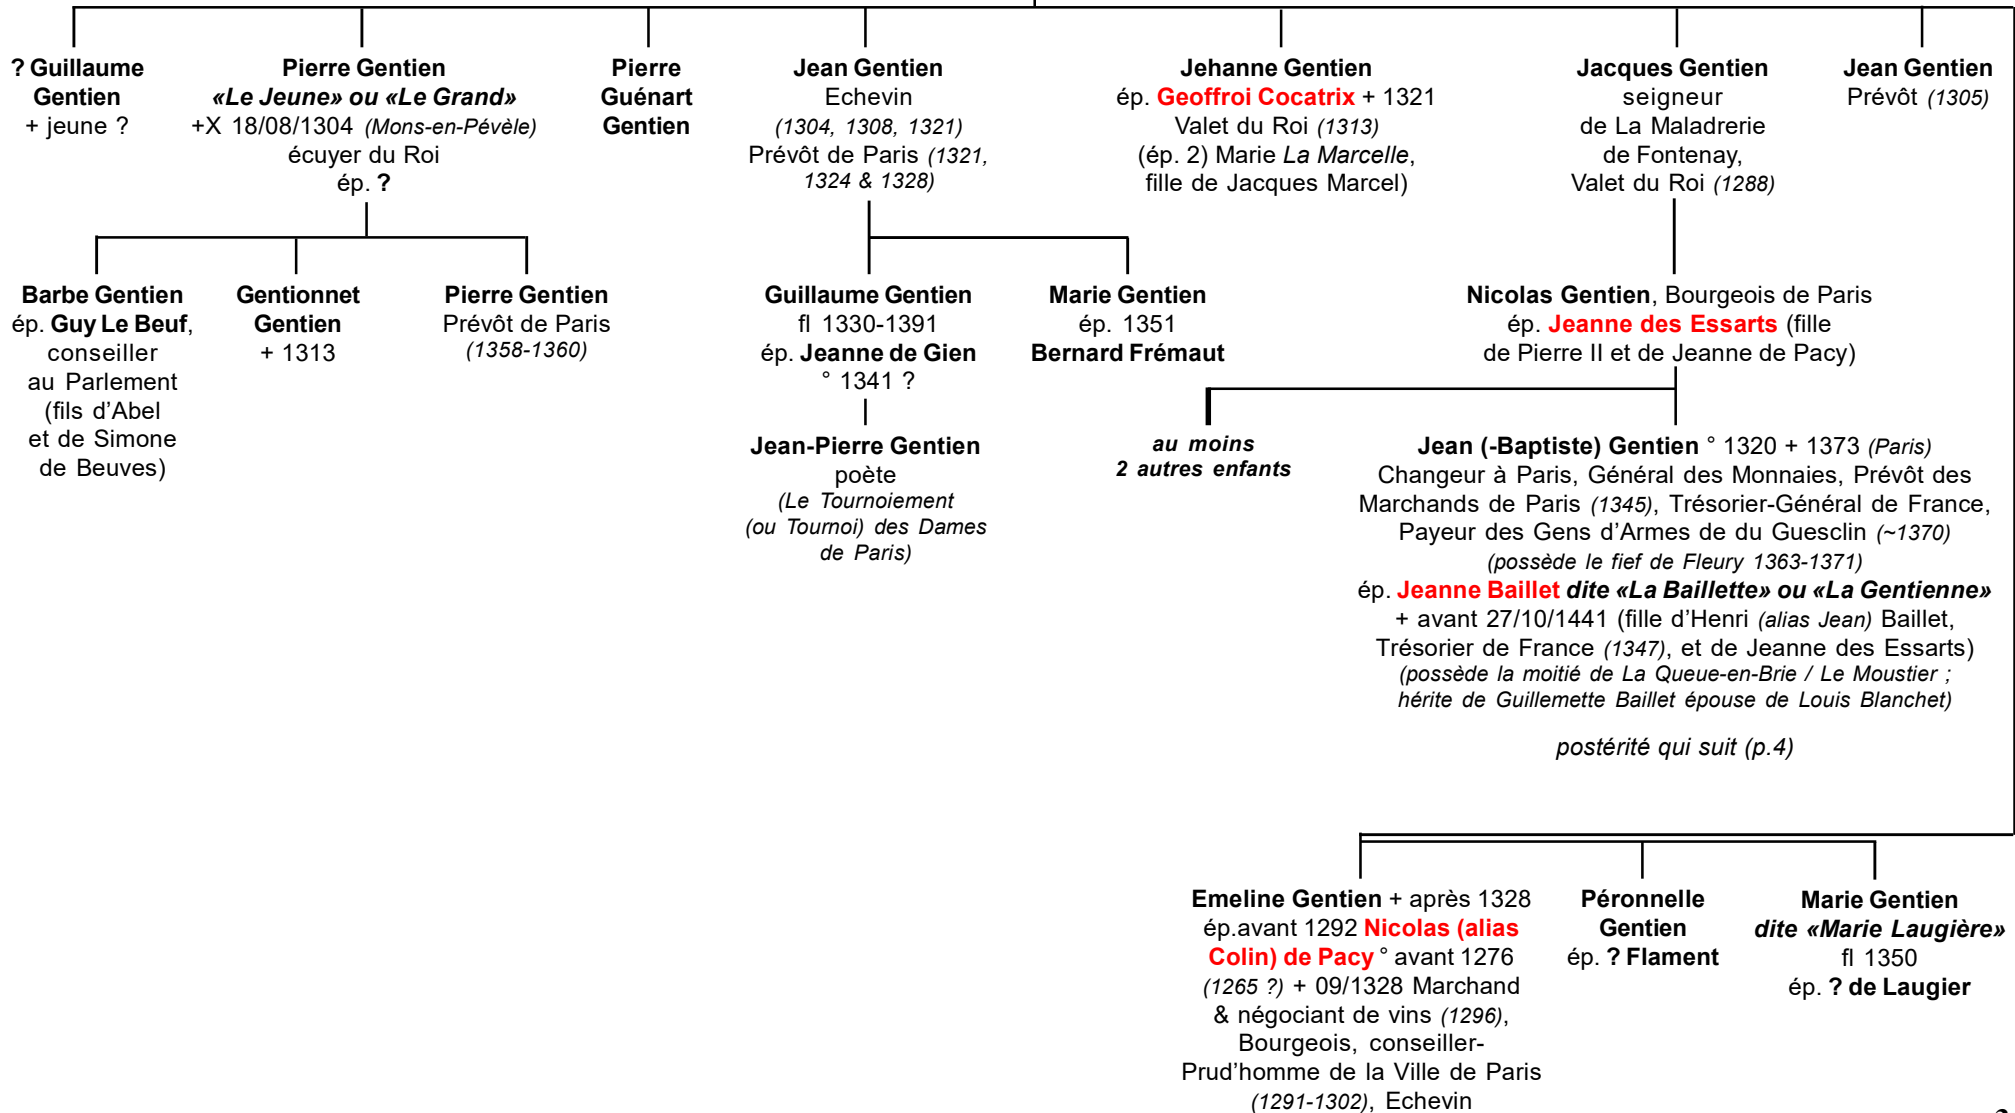 ? Guillaume
Gentien
+ jeune ?
Pierre Gentien
«Le Jeune» ou «Le Grand»
+X 18/08/1304 (Mons-en-Pévèle)
écuyer du Roi
ép. ?
Pierre
Guénart
Gentien
Jean Gentien
Echevin
(1304, 1308, 1321)
Prévôt de Paris (1321,
1324 & 1328)
Jehanne Gentien
ép. Geoffroi Cocatrix + 1321
Valet du Roi (1313)
(ép. 2) Marie La Marcelle,
fille de Jacques Marcel)
Jacques Gentien
seigneur
de La Maladrerie
de Fontenay,
Valet du Roi (1288)
Jean Gentien
Prévôt (1305)
Barbe Gentien
ép. Guy Le Beuf,
conseiller
au Parlement
(fils d’Abel
et de Simone
de Beuves)
Gentionnet
Gentien
+ 1313
Pierre Gentien
Prévôt de Paris
(1358-1360)
Guillaume Gentien
fl 1330-1391
ép. Jeanne de Gien
° 1341 ?
Marie Gentien
ép. 1351
Bernard Frémaut
Nicolas Gentien, Bourgeois de Paris
ép. Jeanne des Essarts (fille
de Pierre II et de Jeanne de Pacy)
Jean-Pierre Gentien
poète
(Le Tournoiement
(ou Tournoi) des Dames
de Paris)
au moins
2 autres enfants
Jean (-Baptiste) Gentien ° 1320 + 1373 (Paris)
Changeur à Paris, Général des Monnaies, Prévôt des
Marchands de Paris (1345), Trésorier-Général de France,
Payeur des Gens d’Armes de du Guesclin (~1370)
(possède le fief de Fleury 1363-1371)
ép. Jeanne Baillet dite «La Baillette» ou «La Gentienne»
+ avant 27/10/1441 (fille d’Henri (alias Jean) Baillet,
Trésorier de France (1347), et de Jeanne des Essarts)
(possède la moitié de La Queue-en-Brie / Le Moustier ;
hérite de Guillemette Baillet épouse de Louis Blanchet)
postérité qui suit (p.4)
Emeline Gentien + après 1328
ép.avant 1292 Nicolas (alias
Colin) de Pacy ° avant 1276
(1265 ?) + 09/1328 Marchand
& négociant de vins (1296),
Bourgeois, conseiller-
Prud’homme de la Ville de Paris
(1291-1302), Echevin
Péronnelle
Gentien
ép. ? Flament
Marie Gentien
dite «Marie Laugière»
fl 1350
ép. ? de Laugier